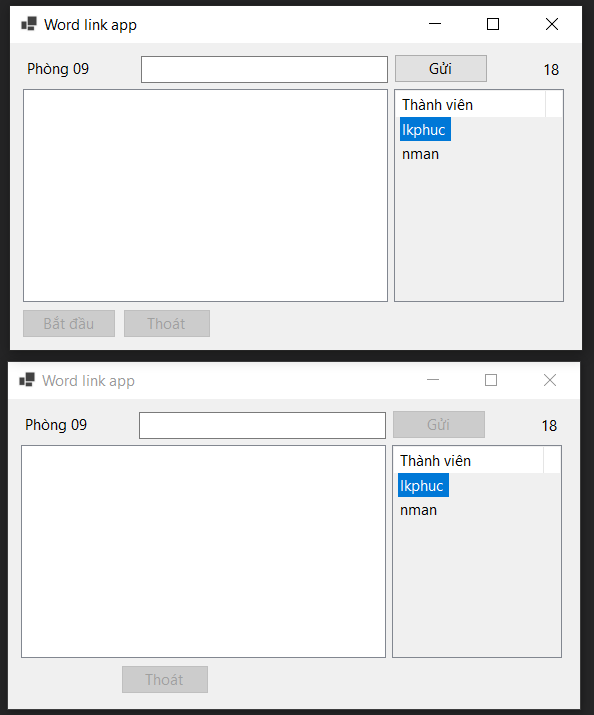 Word link app
Phòng 09
Gửi
18
Thành viên
lkphuc
nman
Bắt đầu
Thoát
Word link app
Phòng 09
Gửi
18
Thành viên
lkphuc
nman
Thoát